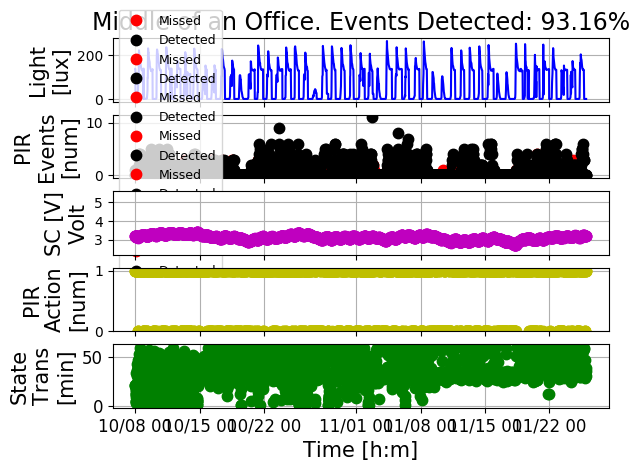 Middle of an Office. Events Detected: 93.16%
Missed
Detected
Missed
Detected
Missed
Detected
Missed
Detected
Missed
Detected
Detected
Light
[lux]
200
0
PIR
Events
[num]
10
0
SC [V]
Volt
5
4
3
PIR
Action
[num]
1
0
State
Trans
[min]
50
0
10/08 00
10/15 00
10/22 00
11/01 00
11/08 00
11/15 00
11/22 00
Time [h:m]